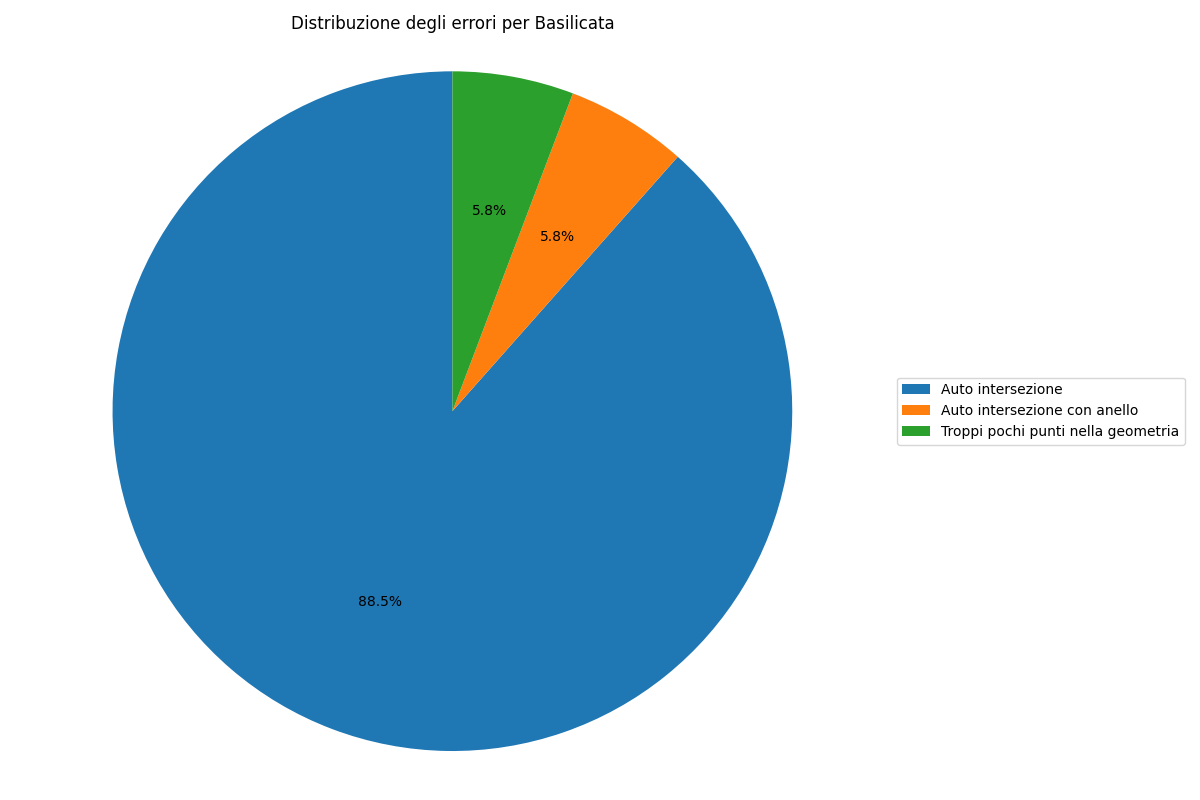 Distribuzione degli errori per Basilicata
5.8%
5.8%
88.5%
Auto intersezione
Auto intersezione con anello
Troppi pochi punti nella geometria